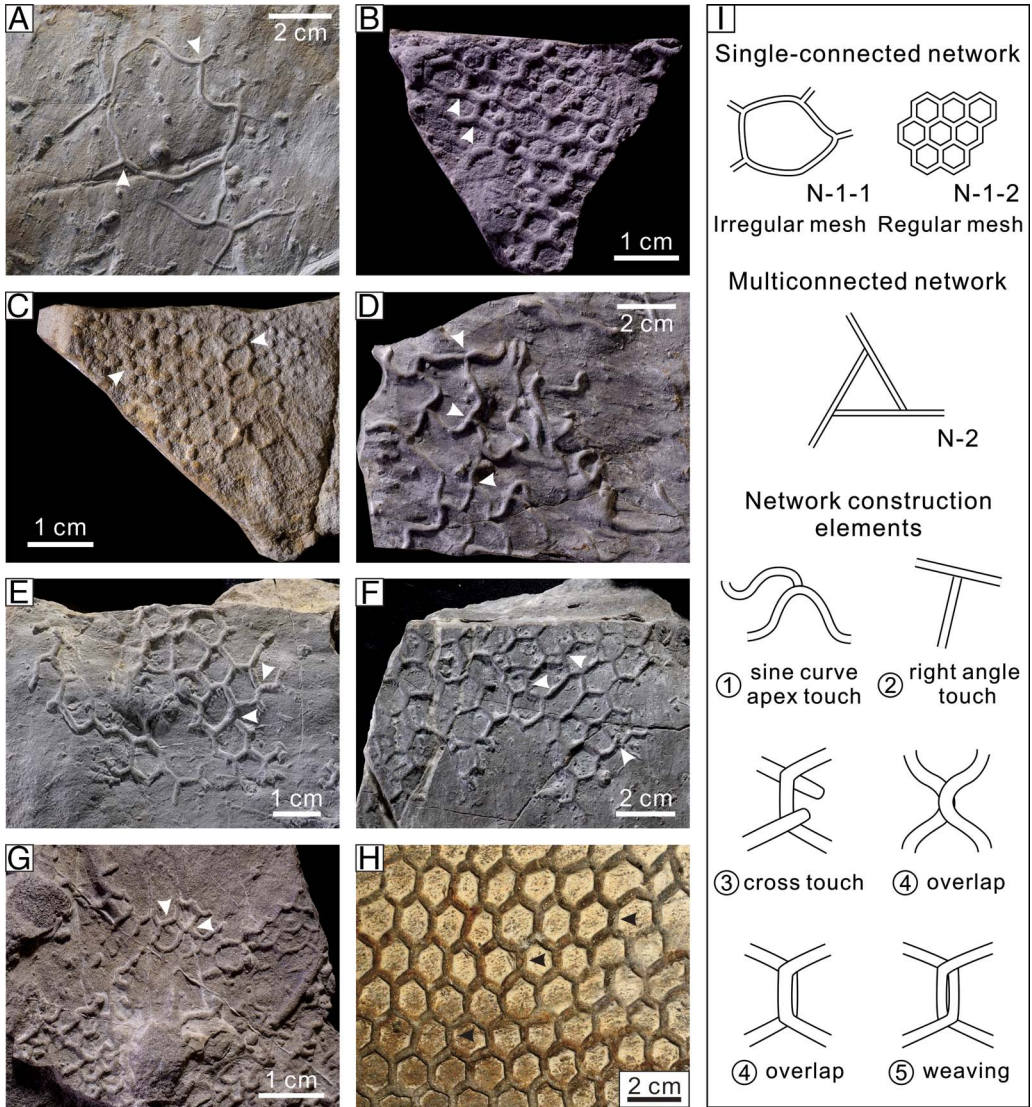 A
2 cm
B
1 cm
C
1 cm
D
2 cm
E
1 cm
F
2 cm
G
1 cm
H
2 cm
I
Single-connected network
N-1-1
N-1-2
Irregular mesh
Regular mesh
Multiconnected network
N-2
Network construction
elements
① sine curve
apex touch
② right angle
touch
③ cross touch
④ overlap
④ overlap
⑤ weaving